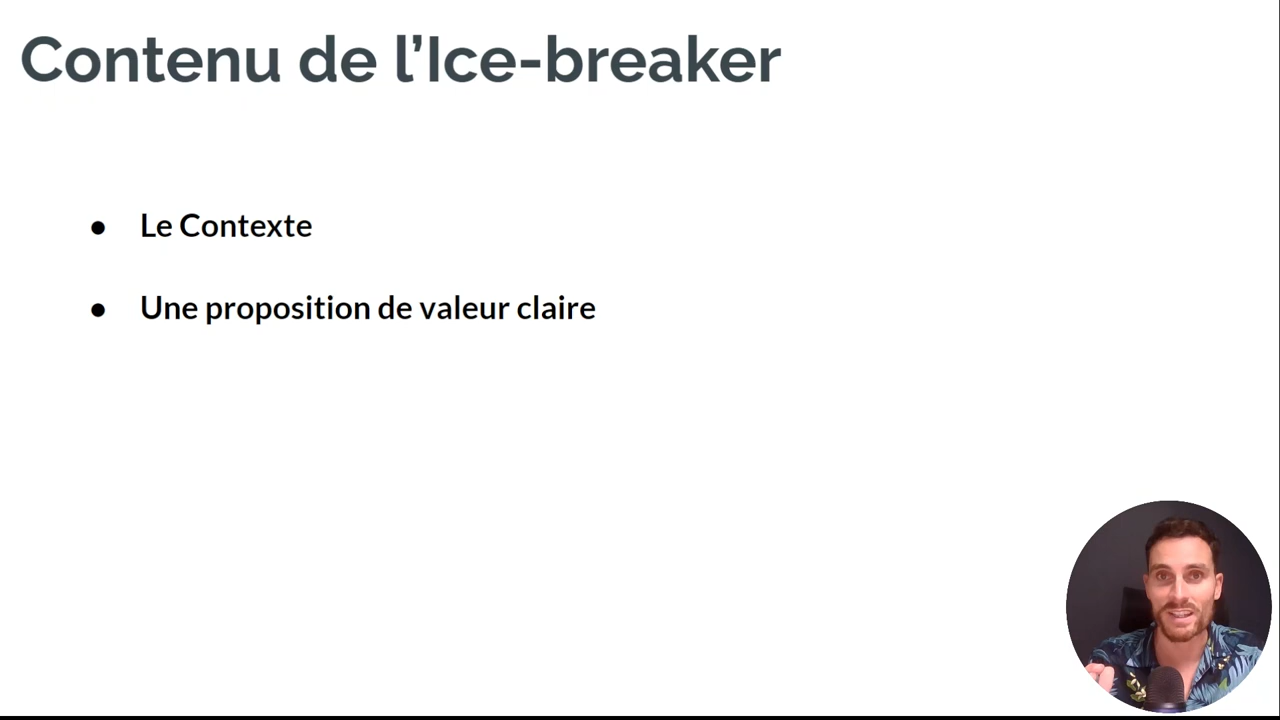 Contenu de l’Ice-breaker
● Le Contexte
● Une proposition de valeur claire